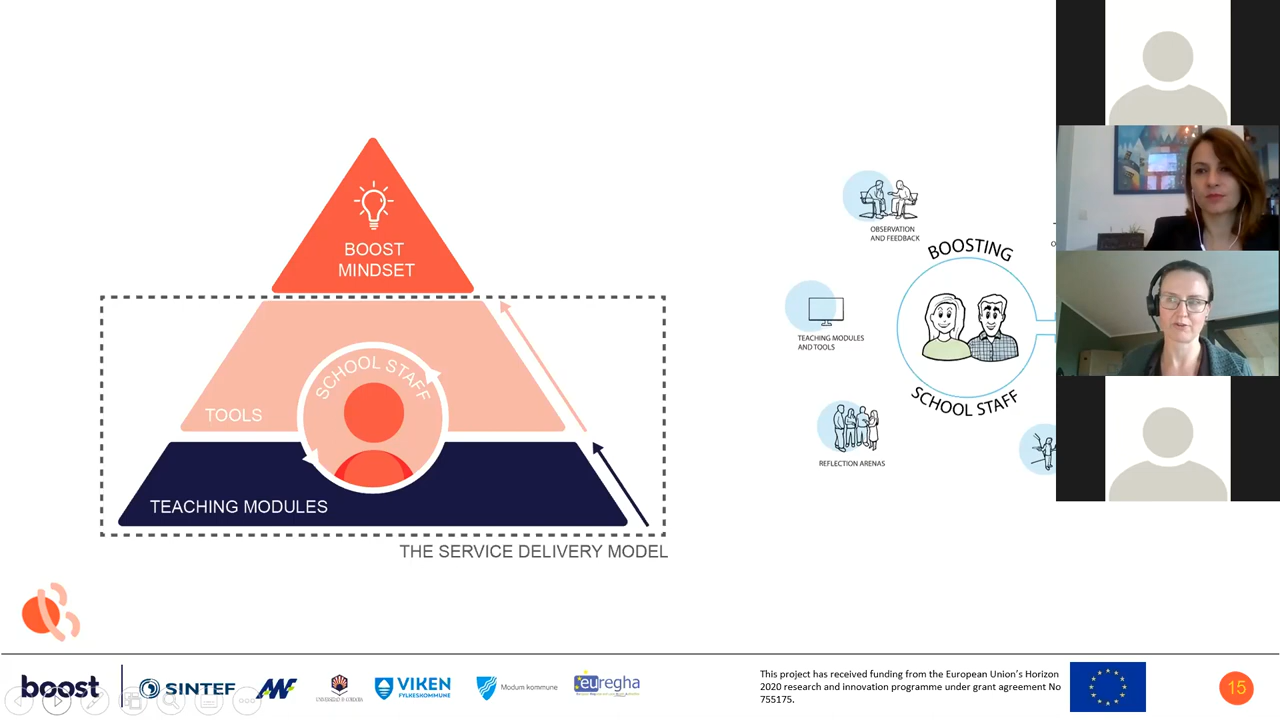 BOOST
MINDSET
SCHOOL STAFF
TOOLS
TEACHING MODULES
THE SERVICE DELIVERY MODEL
OBSERVATION
AND FEEDBACK
BOOSTING
TEACHING MODULES
AND TOOLS
SCHOOL STAFF
REFLECTION ARENAS
boost
SINTEF
VIKEN
FYLKESKOMMUNE
Modum kommune
euregha
This project has received funding from the European Union's Horizon
2020 research and innovation programme under grant agreement No
755175.
15